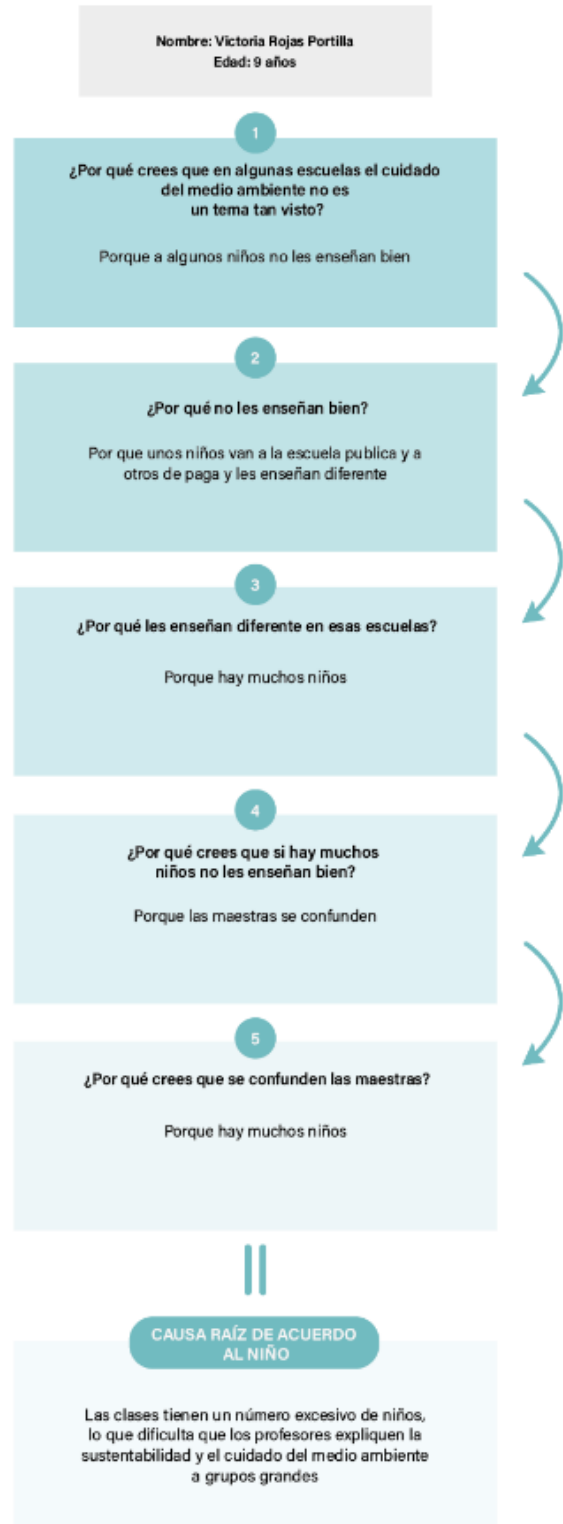 Nombre: Victoria Rojas Portilla
Edad: 9 años
1
¿Por qué crees que en algunas escuelas el cuidado
del medio ambiente no es
un tema tan visto?
Porque a algunos niños no les enseñan bien
2
¿Por qué no les enseñan bien?
Por que unos niños van a la escuela publica y a
otros de paga y les enseñan diferente
3
¿Por qué les enseñan diferente en esas escuelas?
Porque hay muchos niños
4
¿Por qué crees que si hay muchos
niños no les enseñan bien?
Porque las maestras se confunden
5
¿Por qué crees que se confunden las maestras?
Porque hay muchos niños
CAUSA RAÍZ DE ACUERDO
AL NIÑO
Las clases tienen un número excesivo de niños,
lo que dificulta que los profesores expliquen la
sustentabilidad y el cuidado del medio ambiente
a grupos grandes